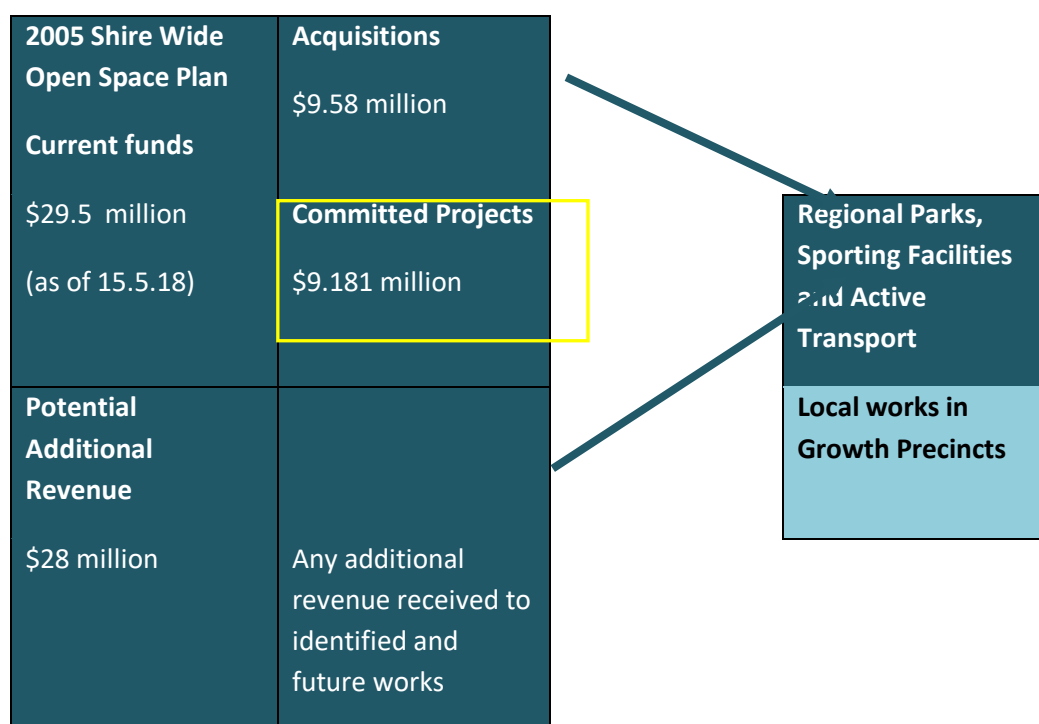 2005 Shire Wide
Open Space Plan
Current funds
$29.5 million
(as of 15.5.18)
Acquisitions
$9.58 million
Committed Projects
$9.181 million
Potential
Additional
Revenue
$28 million
Any additional
revenue received to
identified and
future works
Regional Parks,
Sporting Facilities
and Active
Transport
Local works in
Growth Precincts